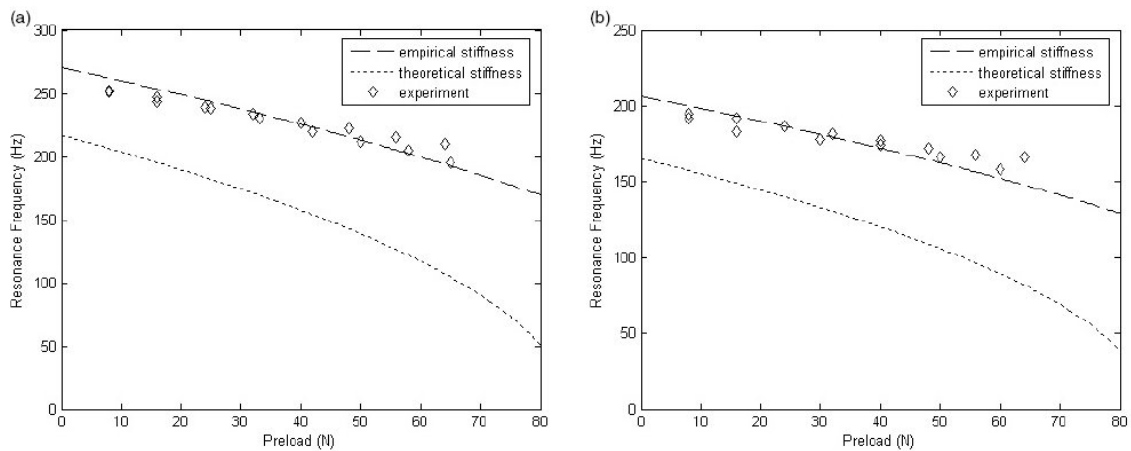 (a)
300
250
200
150
100
50
0
Resonance Frequency (Hz)
0 10 20 30 40 50 60 70 80
Preload (N)
empirical stiffness
theoretical stiffness
experiment
(b)
250
200
150
100
50
0
Resonance Frequency (Hz)
0 10 20 30 40 50 60 70 80
Preload (N)
empirical stiffness
theoretical stiffness
experiment